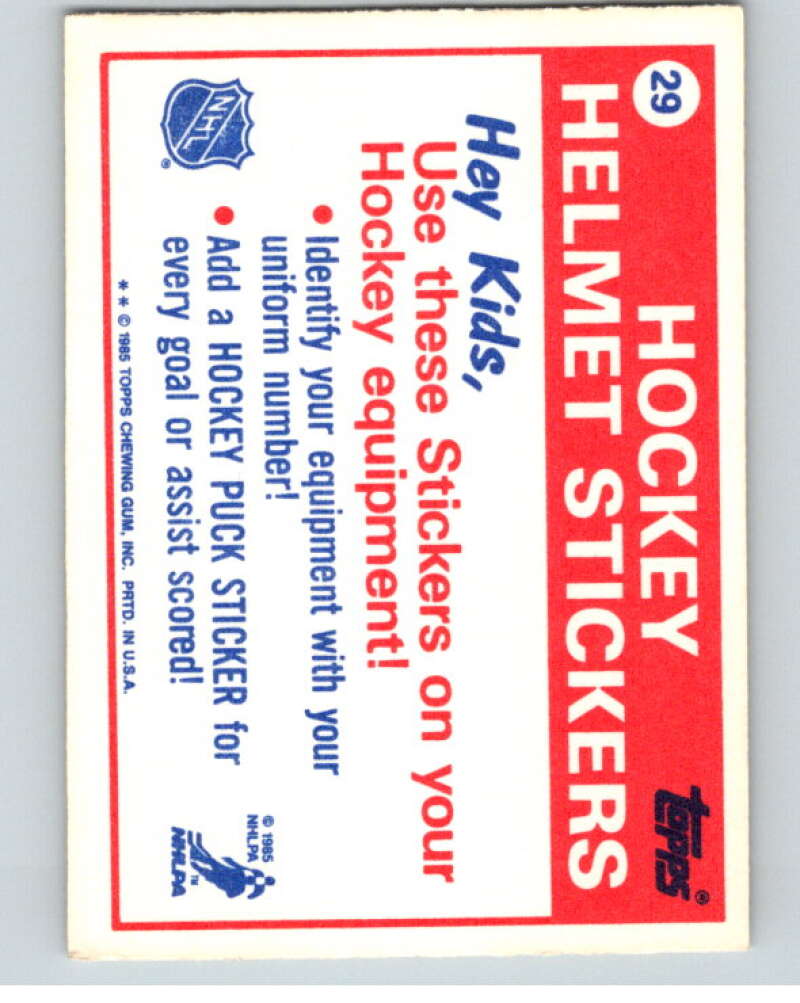 29
HOCKEY
topps®
HELMET STICKERS
Hey Kids,
Use these Stickers on your
Hockey equipment!
• Identify your equipment with your
uniform number!
• Add a HOCKEY PUCK STICKER for
every goal or assist scored!
NHL
®
© 1985
NHLPA
NHLPA™
* * © 1985 TOPPS CHEWING GUM, INC. PRTD. IN U.S.A.